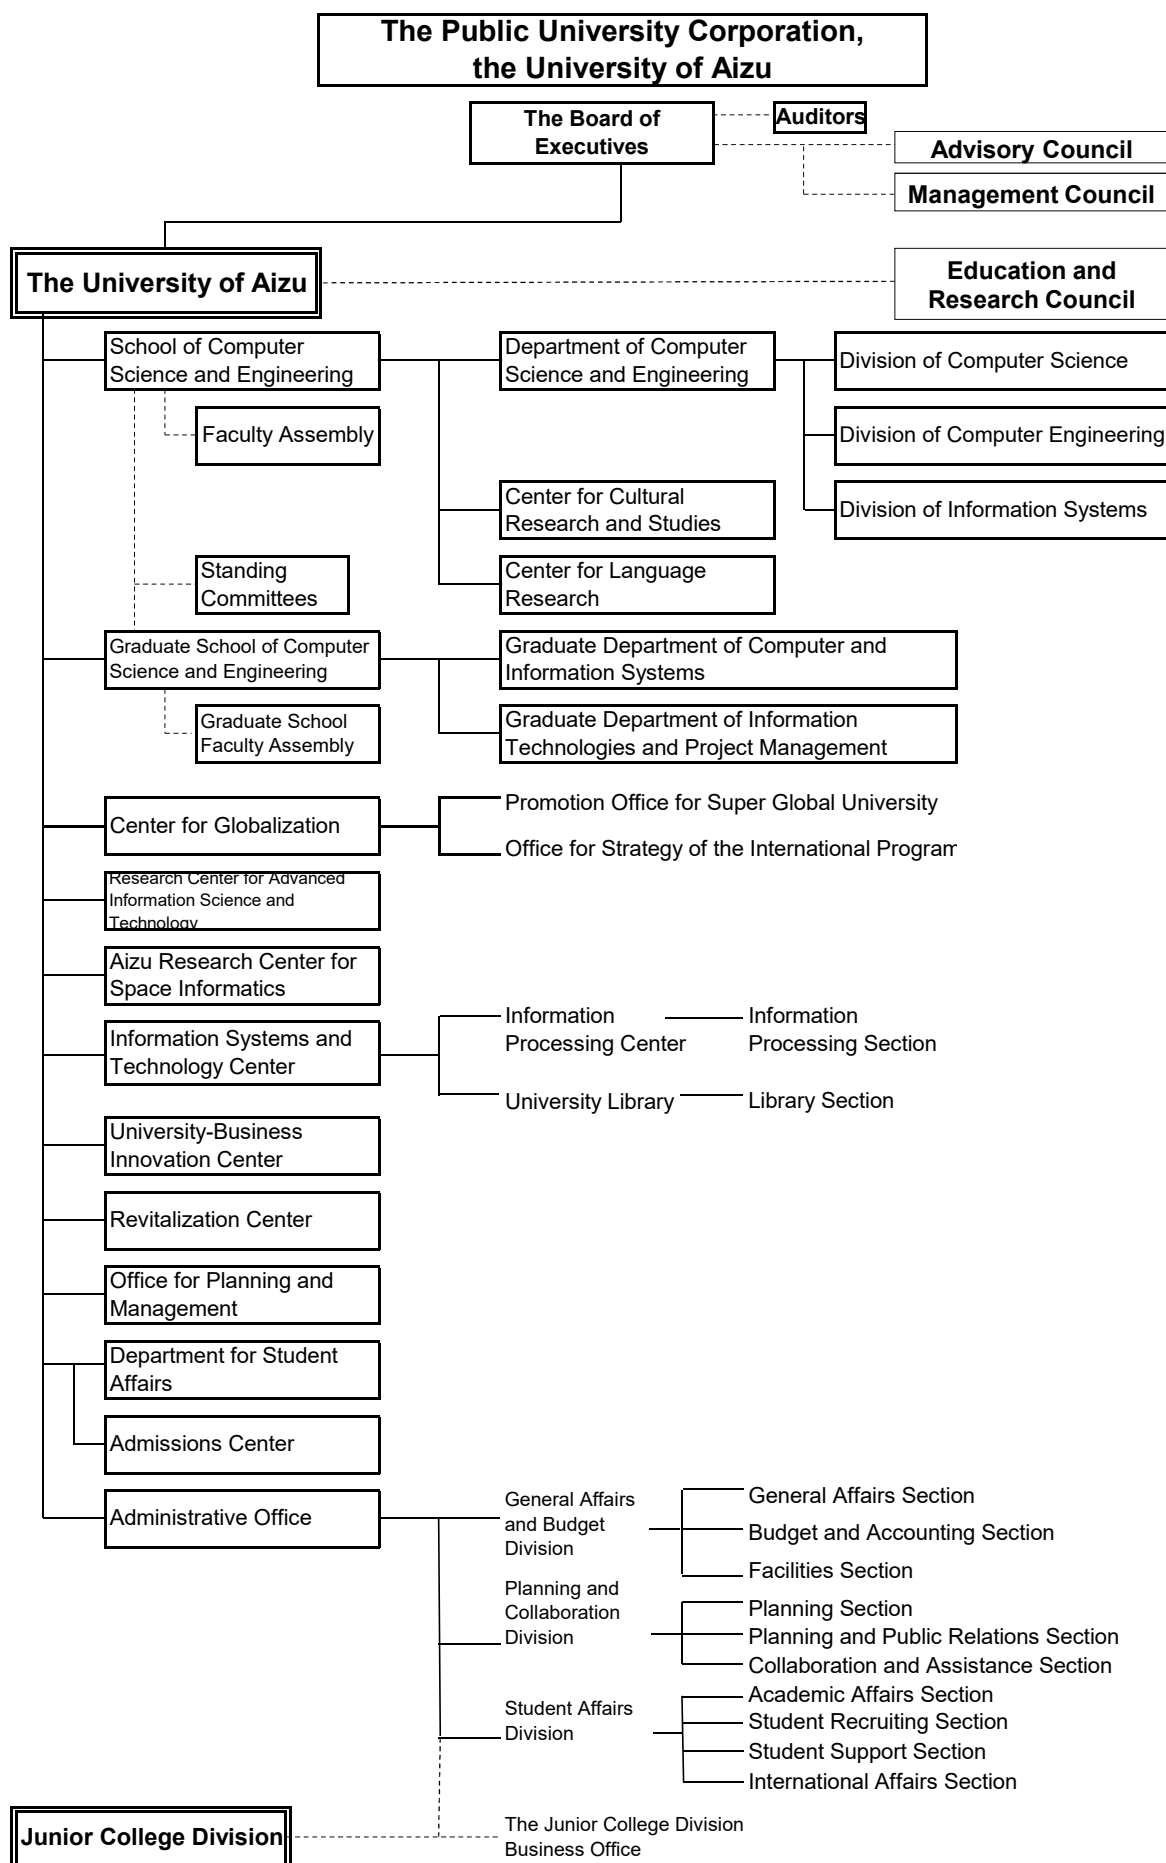 The Public University Corporation,
the University of Aizu
The Board of
Executives
Auditors
Advisory Council
Management Council
The University of Aizu
Education and
Research Council
School of Computer
Science and Engineering
Department of Computer
Science and Engineering
Division of Computer Science
Faculty Assembly
Division of Computer Engineering
Center for Cultural
Research and Studies
Division of Information Systems
Standing
Committees
Center for Language
Research
Graduate School of Computer
Science and Engineering
Graduate Department of Computer and
Information Systems
Graduate School
Faculty Assembly
Graduate Department of Information
Technologies and Project Management
Center for Globalization
Promotion Office for Super Global University
Office for Strategy of the International Program
Research Center for Advanced
Information Science and
Technology
Aizu Research Center for
Space Informatics
Information Systems and
Technology Center
Information
Processing Center
Information
Processing Section
University Library
Library Section
University-Business
Innovation Center
Revitalization Center
Office for Planning and
Management
Department for Student
Affairs
Admissions Center
Administrative Office
General Affairs
and Budget
Division
General Affairs Section
Budget and Accounting Section
Facilities Section
Planning and
Collaboration
Division
Planning Section
Planning and Public Relations Section
Collaboration and Assistance Section
Student Affairs
Division
Academic Affairs Section
Student Recruiting Section
Student Support Section
International Affairs Section
Junior College Division
The Junior College Division
Business Office